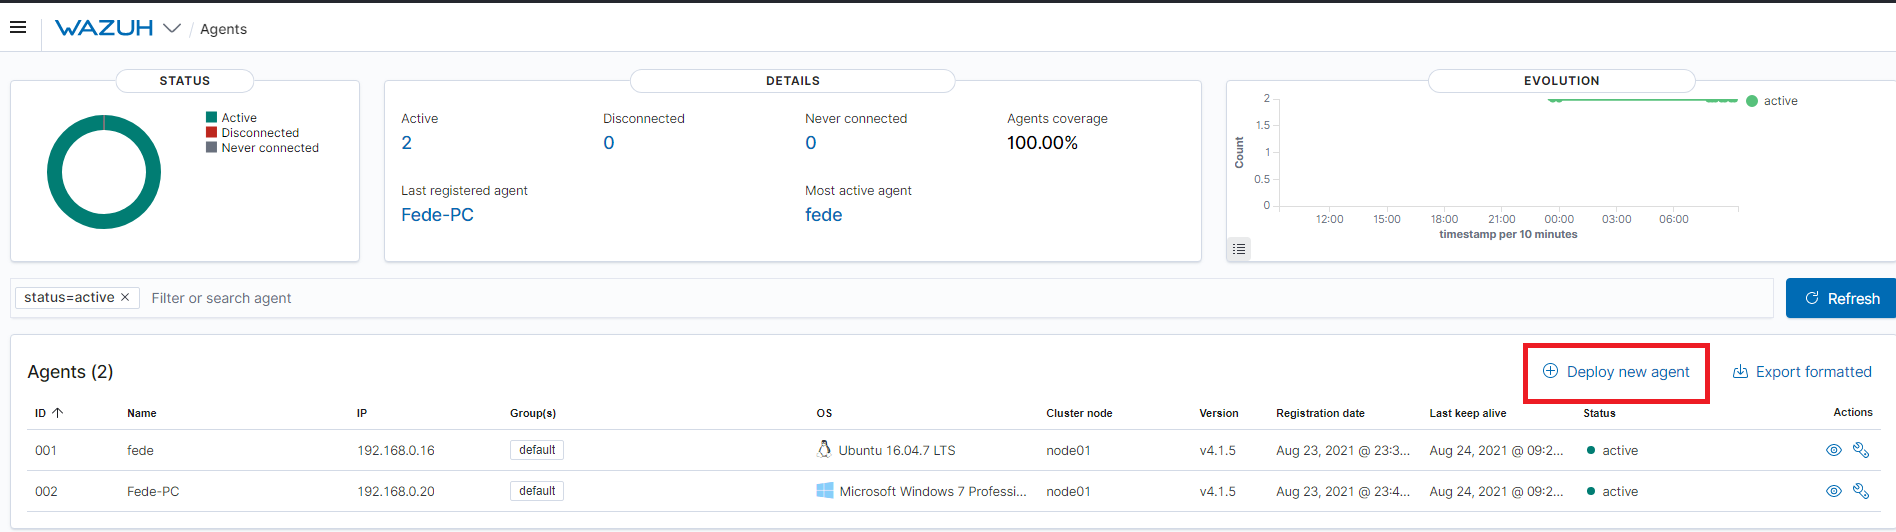 WAZUH / Agents
STATUS
Active
Disconnected
Never connected
DETAILS
Active
2
Disconnected
0
Never connected
0
Agents coverage
100.00%
Last registered agent
Fede-PC
Most active agent
fede
EVOLUTION
2
1.5
1
0.5
0
Count
12:00 15:00 18:00 21:00 00:00 03:00 06:00
timestamp per 10 minutes
active
status=active × Filter or search agent
Refresh
Agents (2)
Deploy new agent
Export formatted
ID Name IP Group(s) OS Cluster node Version Registration date Last keep alive Status Actions
001 fede 192.168.0.16 default Ubuntu 16.04.7 LTS node01 v4.1.5 Aug 23, 2021 @ 23:3... Aug 24, 2021 @ 09:2... active
002 Fede-PC 192.168.0.20 default Microsoft Windows 7 Professi... node01 v4.1.5 Aug 23, 2021 @ 23:4... Aug 24, 2021 @ 09:2... active